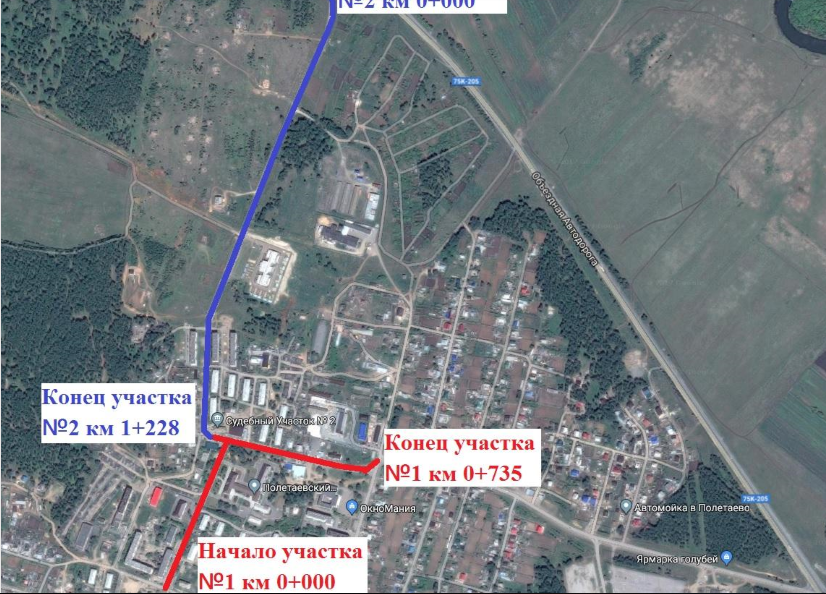 №2 км 0+000
75К-205
Объездная Автодорога
Конец участка
№2 км 1+228
Судебный Участок № 2
Конец участка
№1 км 0+735
Полетаевский...
ОкноМания
75К-205
Автомойка в Полетаево
Начало участка
№1 км 0+000
Ярмарка голубей